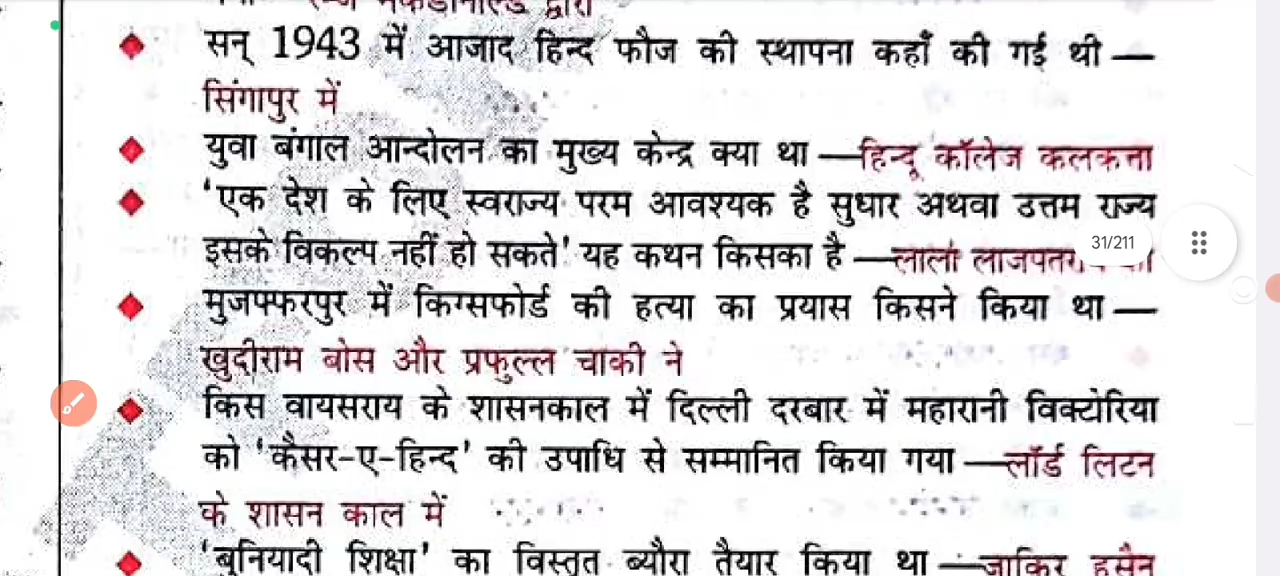 द्वारा
सन् 1943 में आजाद हिन्द फौज की स्थापना कहाँ की गई थी —
सिंगापुर में
युवा बंगाल आन्दोलन का मुख्य केन्द्र क्या था —हिन्दू कॉलेज कलकत्ता
'एक देश के लिए स्वराज्य परम आवश्यक है सुधार अथवा उत्तम राज्य
इसके विकल्प नहीं हो सकते' यह कथन किसका है —लाला
31/211
मुजफ्फरपुर में किंग्सफोर्ड की हत्या का प्रयास किसने किया था —
खुदीराम बोस और प्रफुल्ल चाकी ने
किस वायसराय के शासनकाल में दिल्ली दरबार में महारानी विक्टोरिया
को 'कैसर-ए-हिन्द' की उपाधि से सम्मानित किया गया —लॉर्ड लिटन
के शासन काल में
'बुनियादी शिक्षा' का विस्तृत ब्यौरा तैयार किया था —जाकिर हुसैन